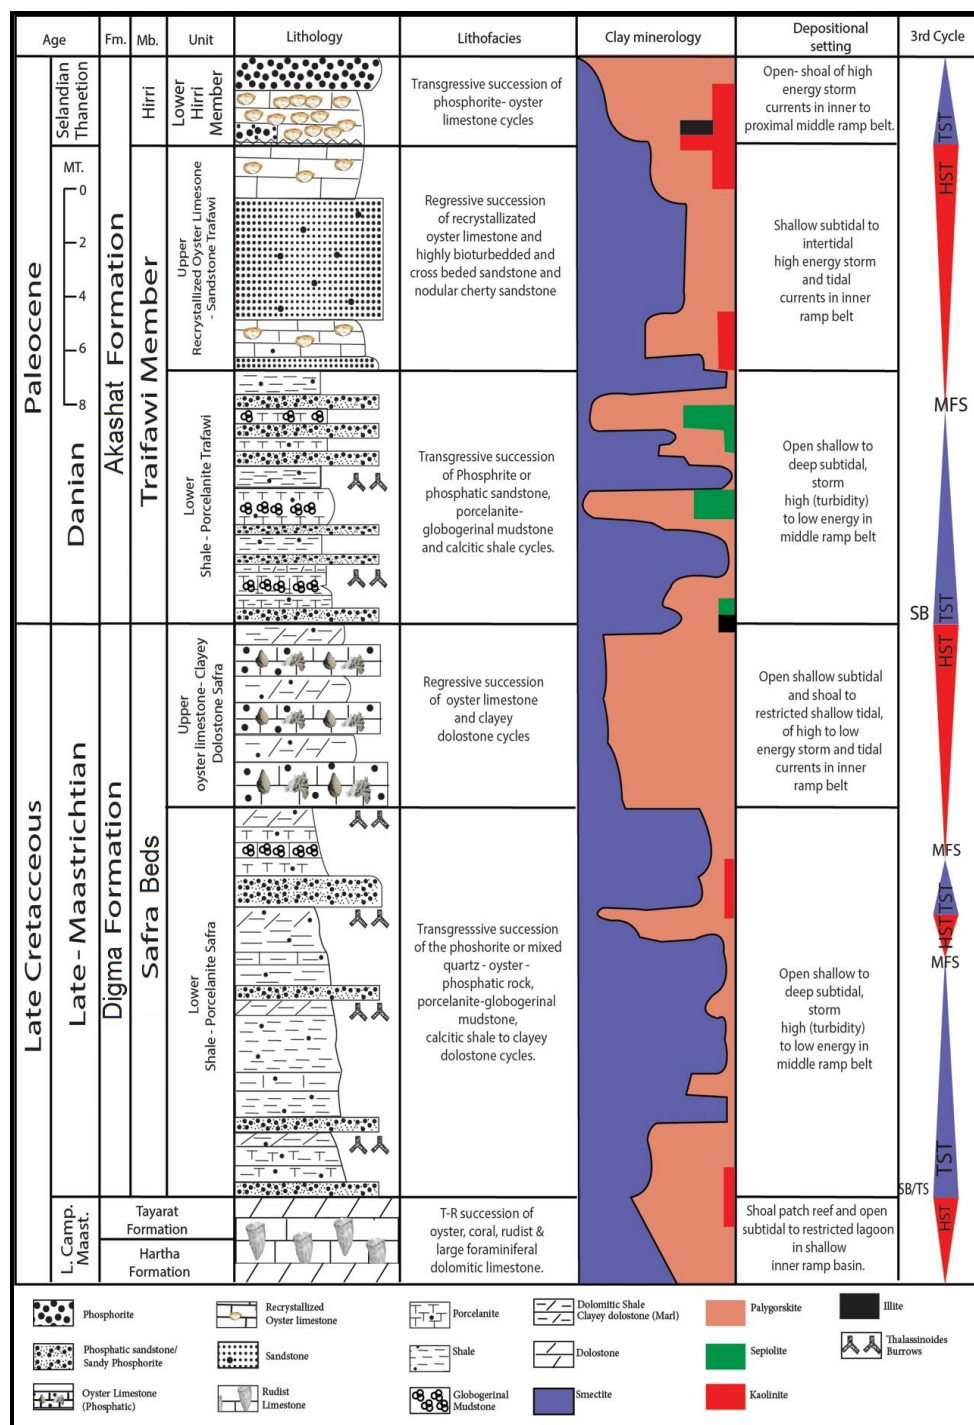 Age
Fm.
Mb.
Unit
Lithology
Lithofacies
Clay minerology
Depositional
setting
3rd Cycle
Paleocene
Selandian
Thanetion
Danian
Akashat Formation
Hirri
Lower
Hirri
Member
Transgressive succession of
phosphorite- oyster
limestone cycles
Open- shoal of high
energy storm
currents in inner to
proximal middle ramp belt.
TST
MT.
0
2
4
6
8
Traifawi Member
Upper
Recrystallized Oyster Limesone
- Sandstone Trafawi
Regressive succession
of recrystallizated
oyster limestone and
highly bioturbedded and
cross beded sandstone and
nodular cherty sandstone
Shallow subtidal to
intertidal
high energy storm
and tidal
currents in inner
ramp belt
HST
MFS
Lower
Shale - Porcelanite Trafawi
Transgressive succession
of Phosphrite or
phosphatic sandstone,
porcelanite-
globogerinal mudstone
and calcitic shale cycles.
Open shallow to
deep subtidal,
storm
high (turbidity)
to low energy in
middle ramp belt
SB
TST
Late Cretacceous
Late-Maastrichtian
Digma Formation
Safra Beds
Upper
oyster limestone- Clayey
Dolostone Safra
Regressive succession
of oyster limestone
and clayey
dolostone cycles
Open shallow subtidal
and shoal to
restricted shallow tidal,
of high to low
energy storm and tidal
currents in inner
ramp belt
HST
MFS
Lower
Shale - Porcelanite Safra
Transgresssive succession
of the phoshorite or mixed
quartz - oyster -
phosphatic rock,
porcelanite-globogerinal
mudstone,
calcitic shale to clayey
dolostone cycles.
Open shallow to
deep subtidal,
storm
high (turbidity)
to low energy in
middle ramp belt
TST
HST
MFS
TST
SB/TS
L. Camp.
Maast.
Tayarat
Formation
Hartha
Formation
T-R succession of
oyster, coral, rudist &
large foraminiferal
dolomitic limestone.
Shoal patch reef and open
subtidal to restricted lagoon
in shallow
inner ramp basin.
HST
Phosphorite
Recrystallized
Oyster limestone
Porcelanite
Dolomitic Shale
Clayey dolostone (Marl)
Palygorskite
Illite
Phosphatic sandstone/
Sandy Phosphorite
Sandstone
Shale
Dolostone
Sepiolite
Thalassinoides
Burrows
Oyster Limestone
(Phosphatic)
Rudist
Limestone
Globogerinal
Mudstone
Smectite
Kaolinite